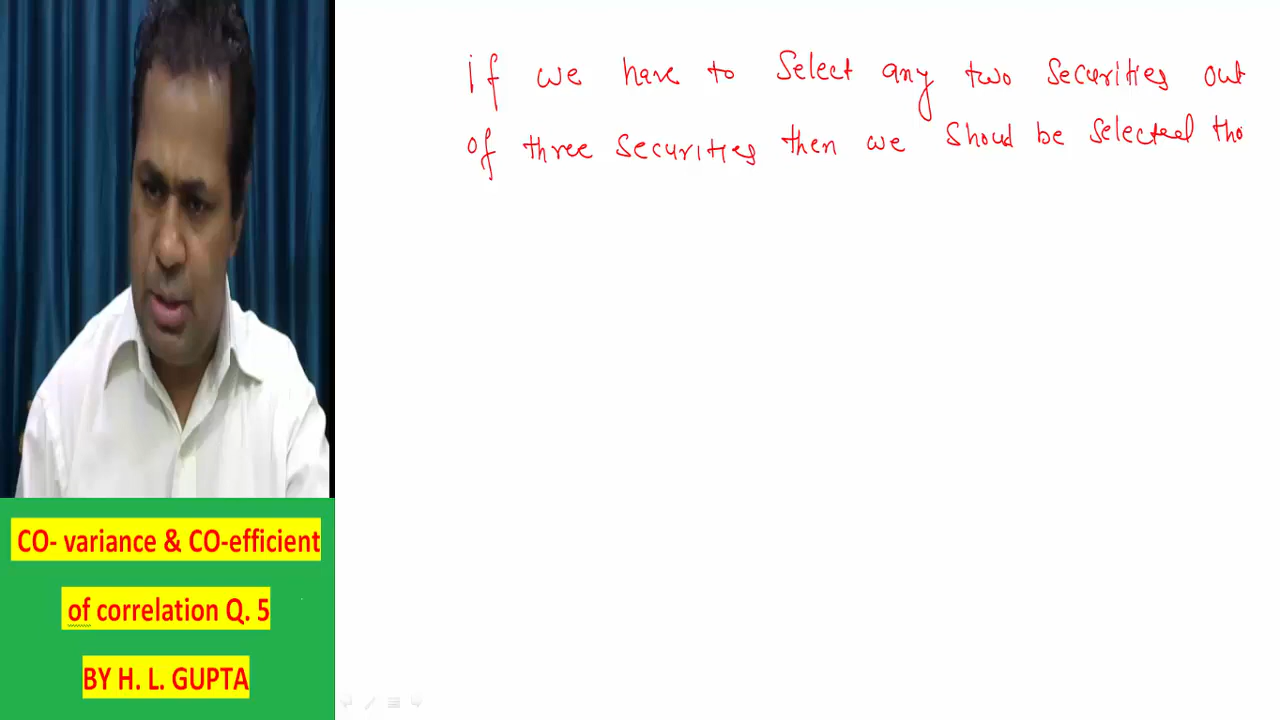 If we have to select any two securities out
of three securities then we shoud be selected tho
CO- variance & CO-efficient
of correlation Q. 5
BY H. L. GUPTA